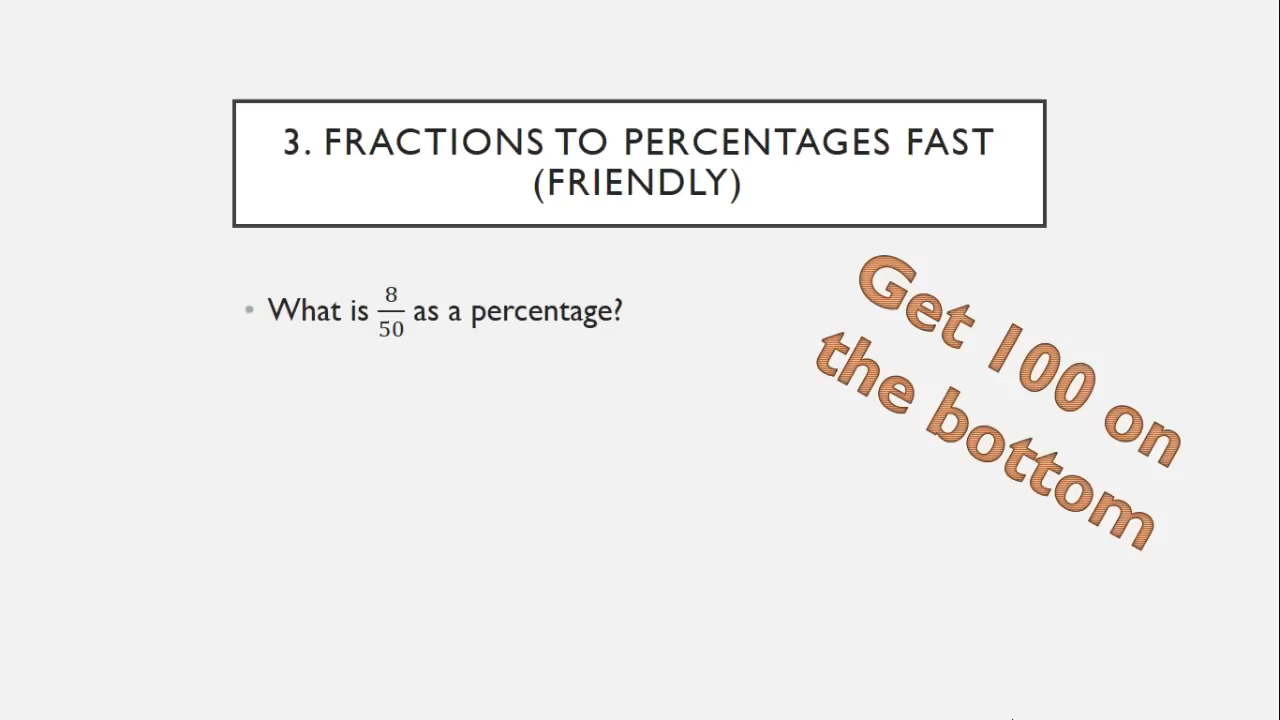 3. FRACTIONS TO PERCENTAGES FAST
(FRIENDLY)
• What is 8/50 as a percentage?
Get 100 on
the bottom